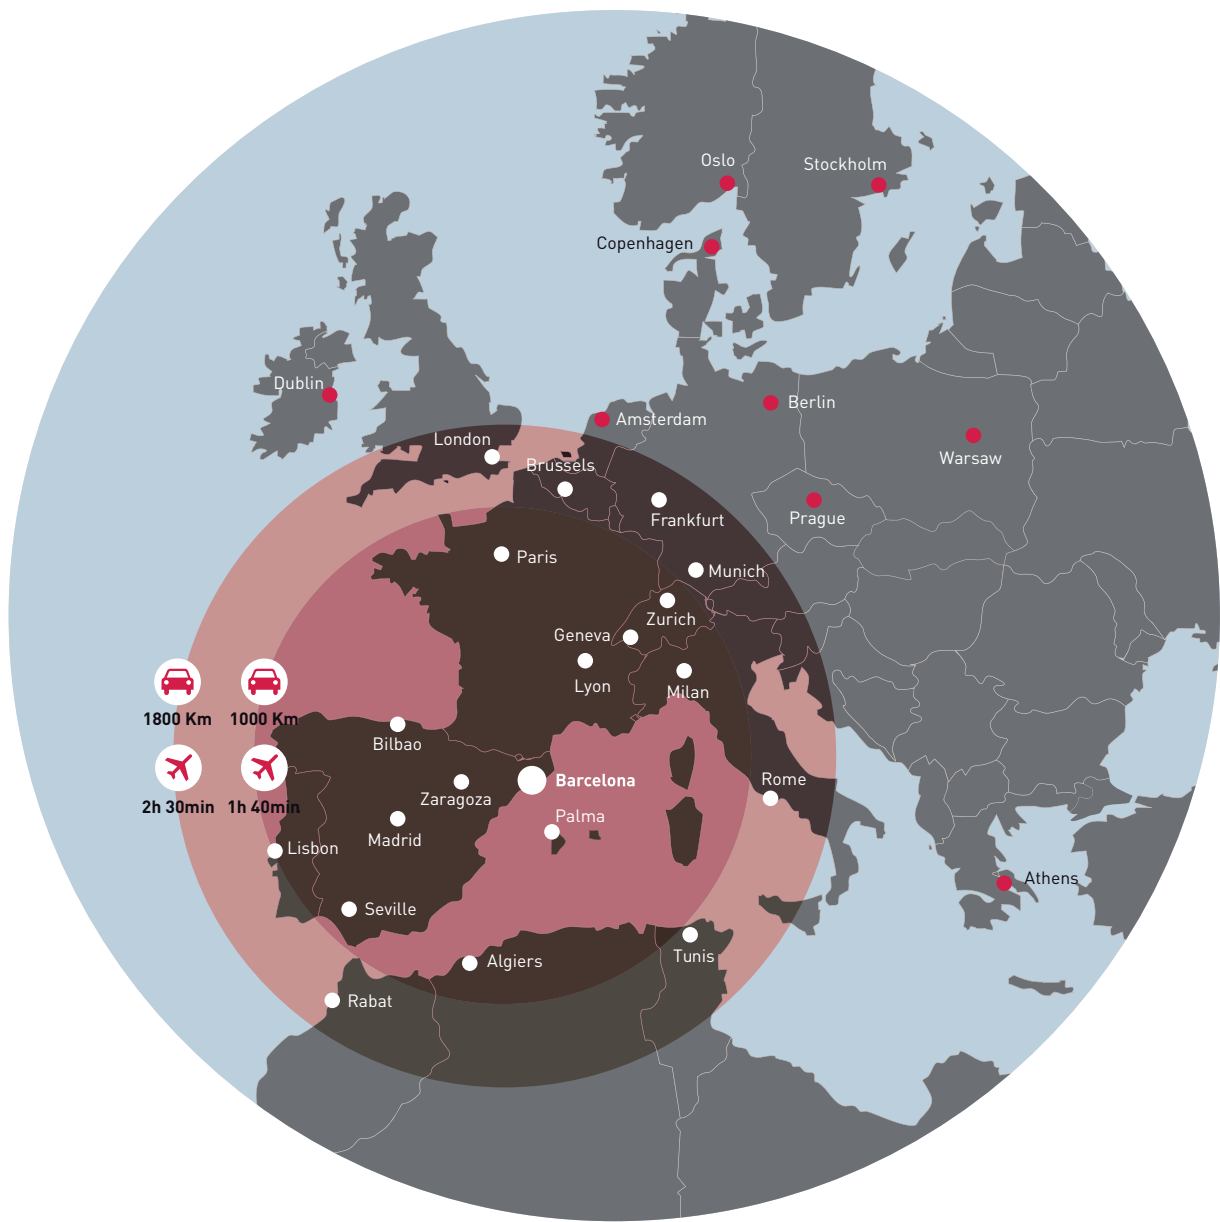 Oslo
Stockholm
Copenhagen
Dublin
Amsterdam
Berlin
London
Warsaw
Brussels
Frankfurt
Prague
Paris
Munich
Zurich
Geneva
Lyon
Milan
1800 Km
1000 Km
Bilbao
Barcelona
Rome
Zaragoza
2h 30min
1h 40min
Palma
Madrid
Lisbon
Athens
Seville
Tunis
Algiers
Rabat